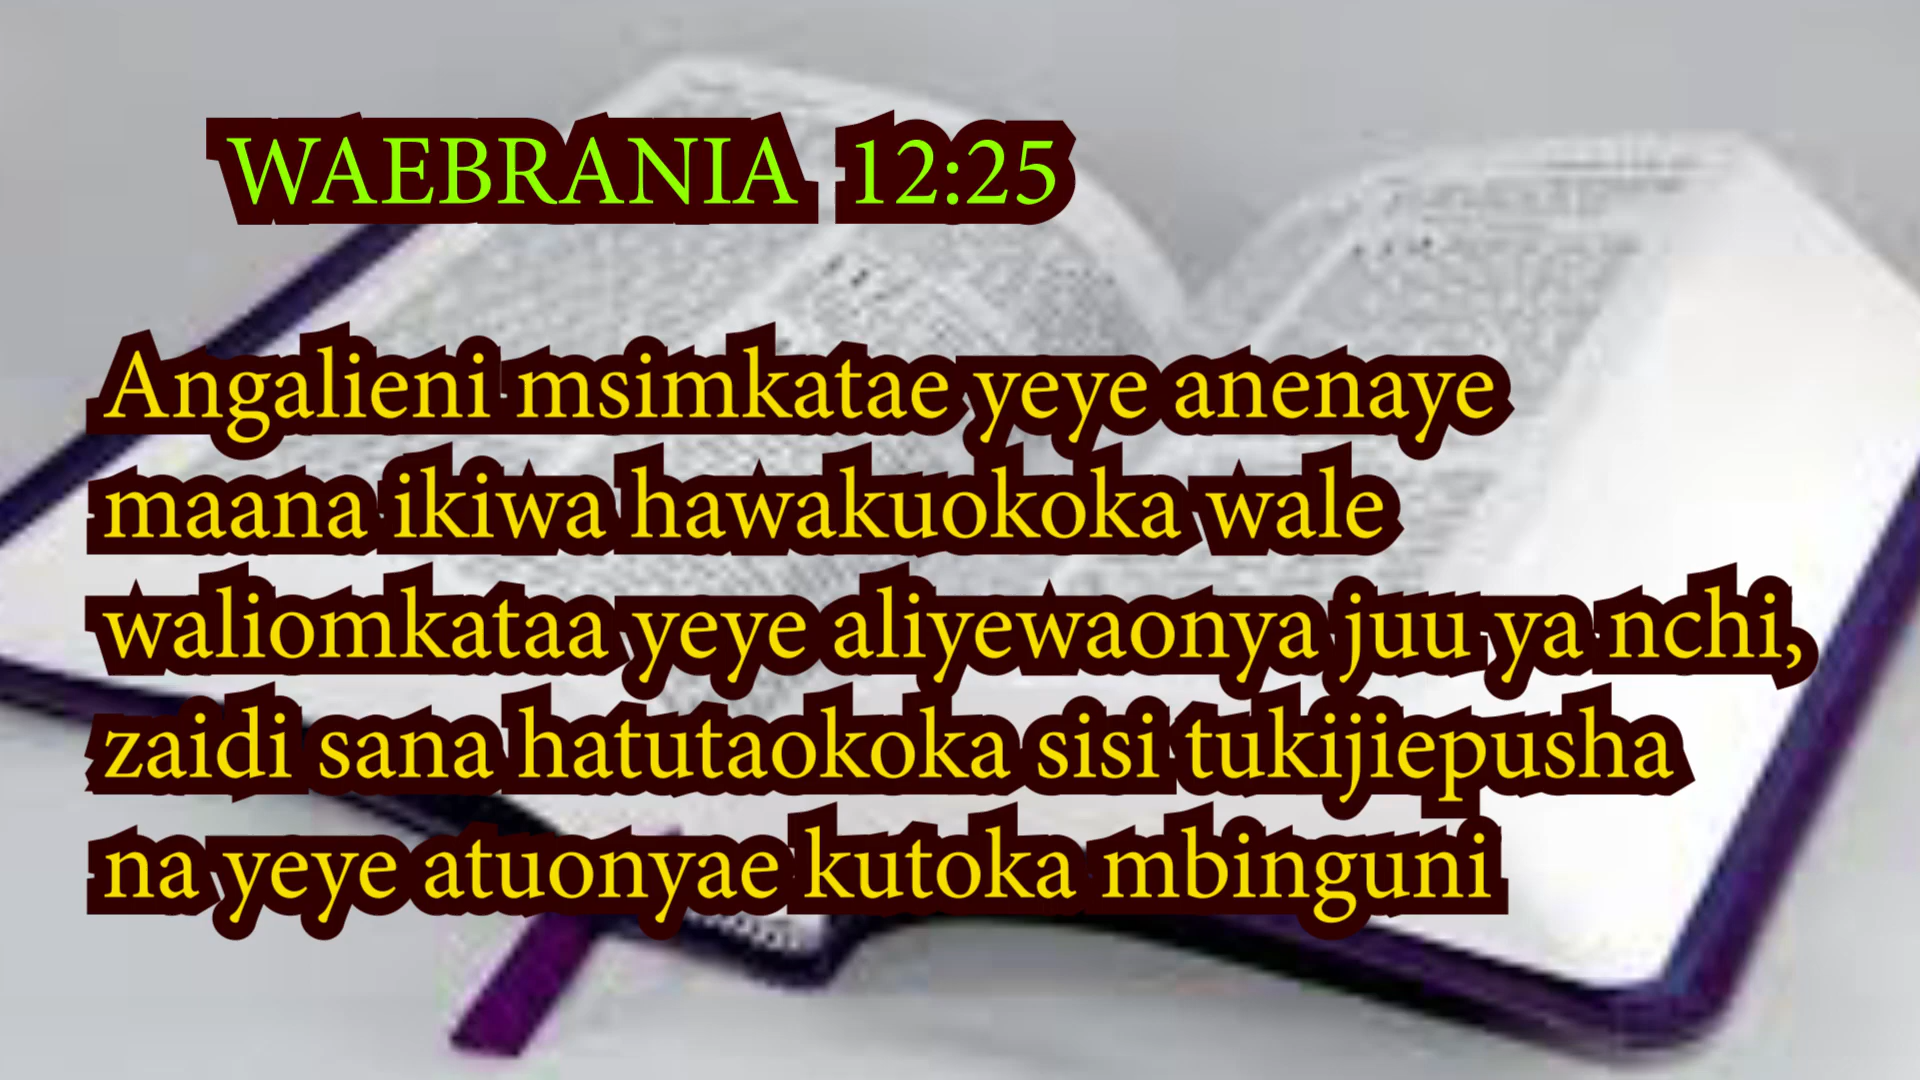 WAEBRANIA 12:25
Angalieni msimkatae yeye anenaye
maana ikiwa hawakuokoka wale
waliomkataa yeye aliyewaonya juu ya nchi,
zaidi sana hatutaokoka sisi tukijiepusha
na yeye atuonyae kutoka mbinguni